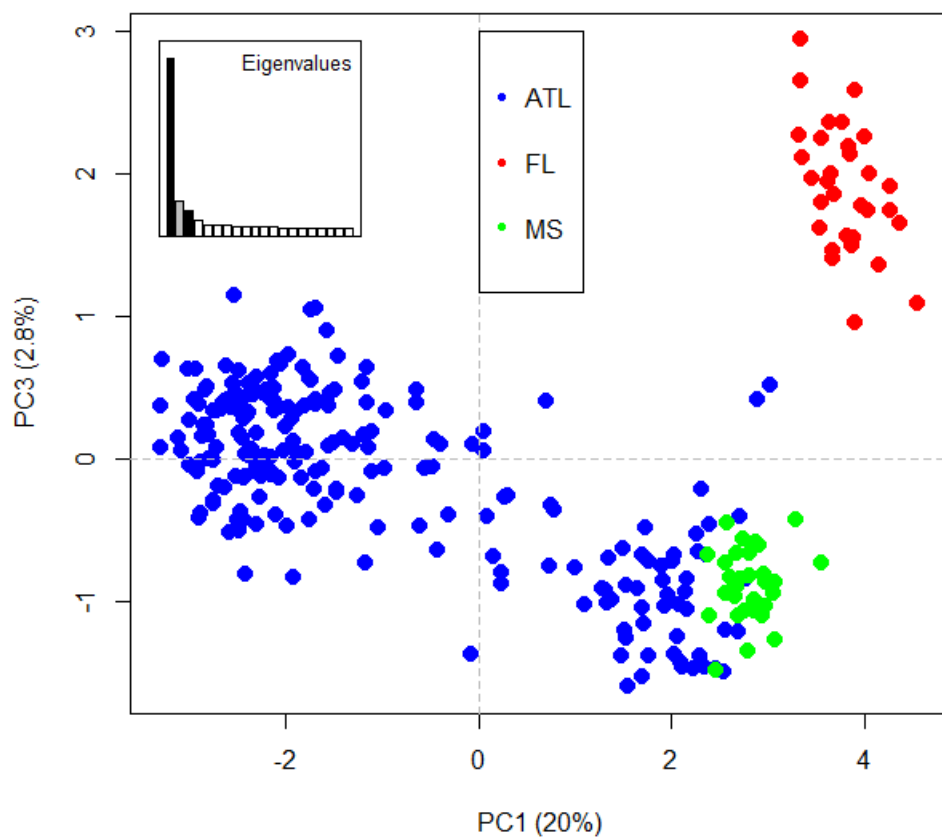 Eigenvalues
ATL
FL
MS
3
2
1
0
-1
PC3 (2.8%)
-2
0
2
4
PC1 (20%)